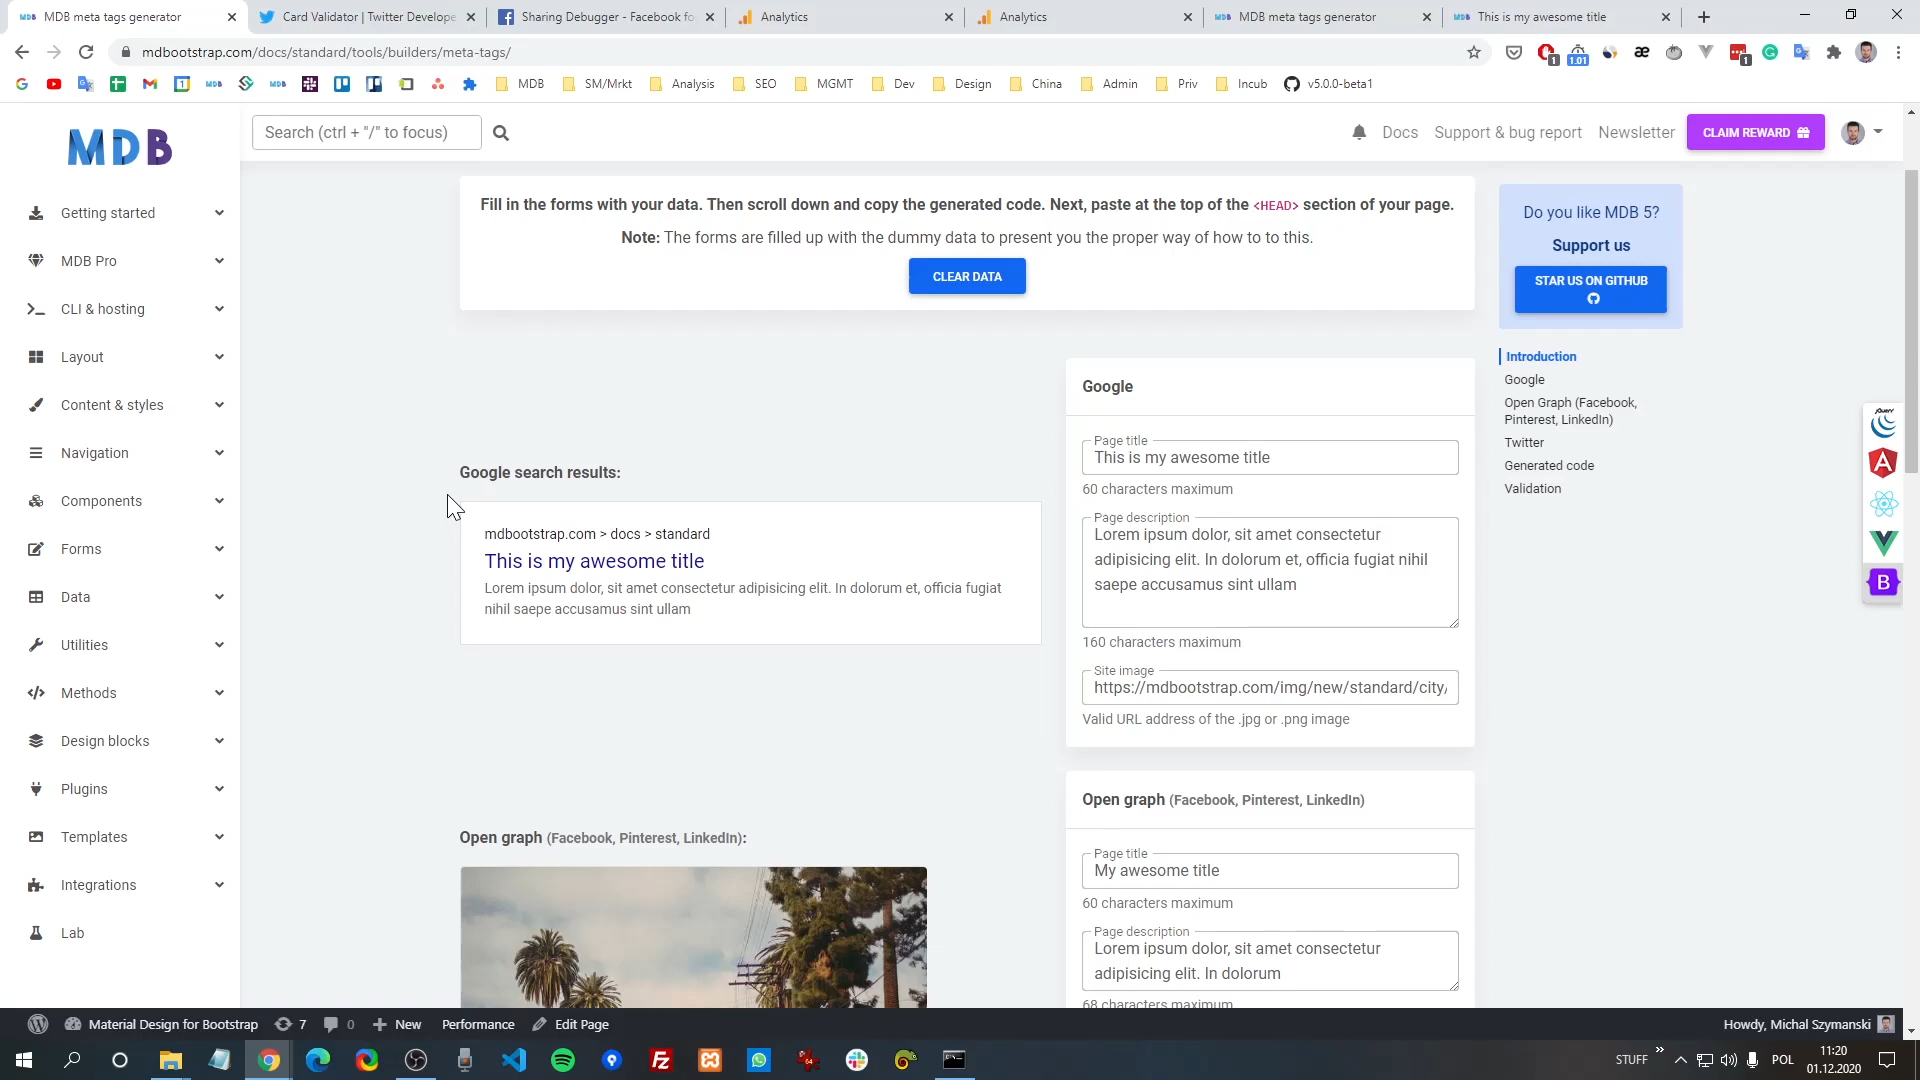 MDB meta tags generator
Card Validator | Twitter Develope
Sharing Debugger - Facebook fo
Analytics
Analytics
MDB meta tags generator
This is my awesome title
mdbootstrap.com/docs/standard/tools/builders/meta-tags/
1
1.01
1
MDB
SM/Mrkt
Analysis
SEO
MGMT
Dev
Design
China
Admin
Priv
Incub
v5.0.0-beta1
MDB
Search (ctrl + "/" to focus)
Docs
Support & bug report
Newsletter
CLAIM REWARD
Getting started
MDB Pro
CLI & hosting
Layout
Content & styles
Navigation
Components
Forms
Data
Utilities
Methods
Design blocks
Plugins
Templates
Integrations
Lab
Fill in the forms with your data. Then scroll down and copy the generated code. Next, paste at the top of the <HEAD> section of your page.
Note: The forms are filled up with the dummy data to present you the proper way of how to to this.
CLEAR DATA
Google search results:
mdbootstrap.com > docs > standard
This is my awesome title
Lorem ipsum dolor, sit amet consectetur adipisicing elit. In dolorum et, officia fugiat
nihil saepe accusamus sint ullam
Open graph (Facebook, Pinterest, LinkedIn):
Google
Page title
This is my awesome title
60 characters maximum
Page description
Lorem ipsum dolor, sit amet consectetur
adipisicing elit. In dolorum et, officia fugiat nihil
saepe accusamus sint ullam
160 characters maximum
Site image
https://mdbootstrap.com/img/new/standard/city/
Valid URL address of the .jpg or .png image
Open graph (Facebook, Pinterest, LinkedIn)
Page title
My awesome title
60 characters maximum
Page description
Lorem ipsum dolor, sit amet consectetur
adipisicing elit. In dolorum
68 characters maximum
Do you like MDB 5?
Support us
STAR US ON GITHUB
Introduction
Google
Open Graph (Facebook,
Pinterest, LinkedIn)
Twitter
Generated code
Validation
Material Design for Bootstrap
7
0
New
Performance
Edit Page
Howdy, Michal Szymanski
STUFF
POL
11:20
01.12.2020